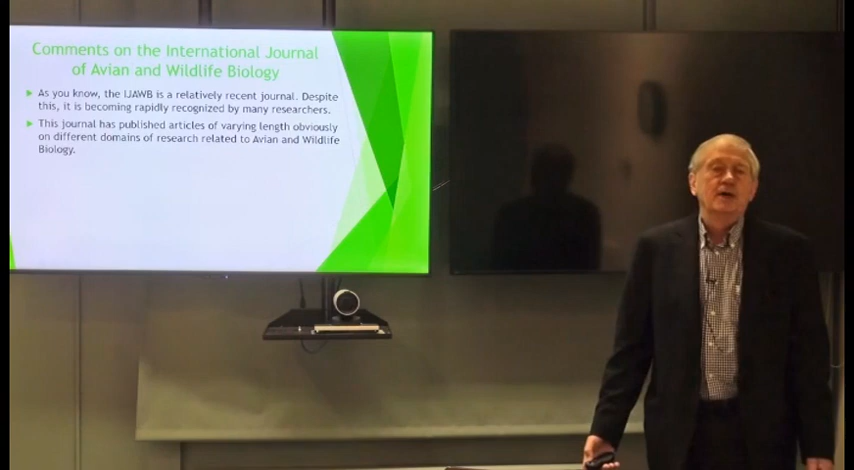 Comments on the International Journal
of Avian and Wildlife Biology
As you know, the IJAWB is a relatively recent journal. Despite
this, it is becoming rapidly recognized by many researchers.
This journal has published articles of varying length obviously
on different domains of research related to Avian and Wildlife
Biology.